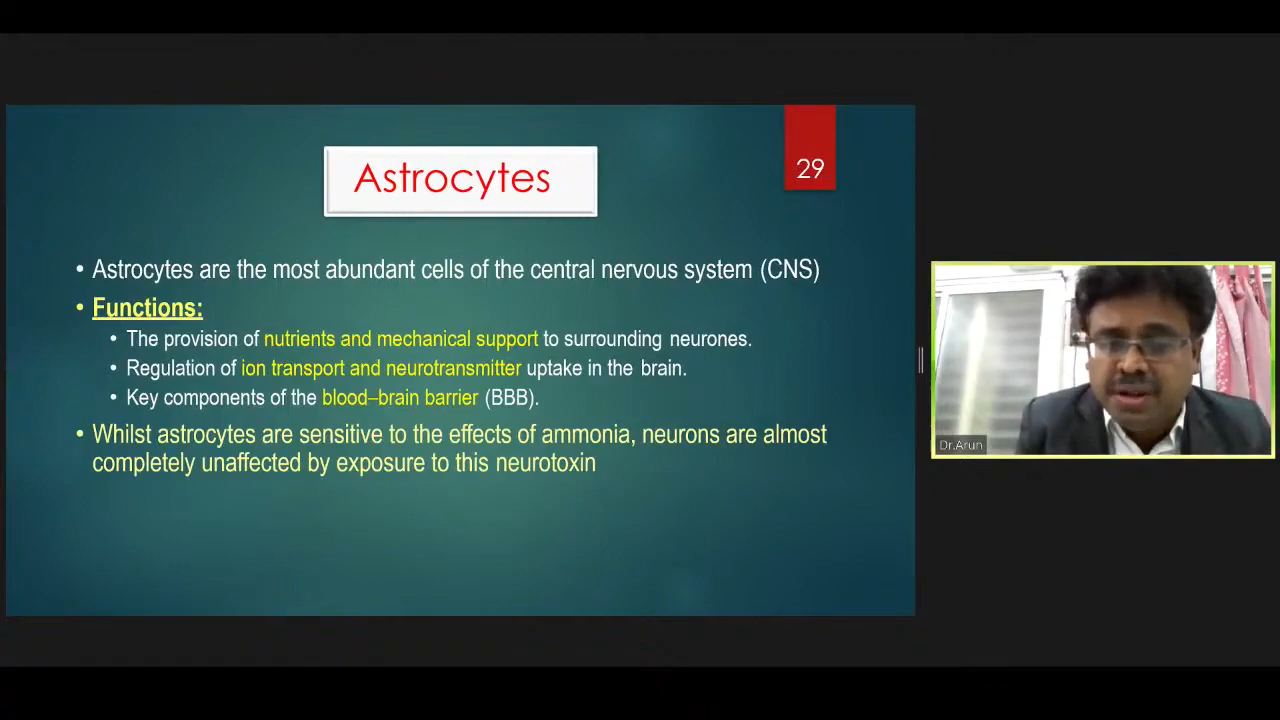 Astrocytes
29
• Astrocytes are the most abundant cells of the central nervous system (CNS)
• Functions:
• The provision of nutrients and mechanical support to surrounding neurones.
• Regulation of ion transport and neurotransmitter uptake in the brain.
• Key components of the blood–brain barrier (BBB).
• Whilst astrocytes are sensitive to the effects of ammonia, neurons are almost
completely unaffected by exposure to this neurotoxin
Dr.Arun